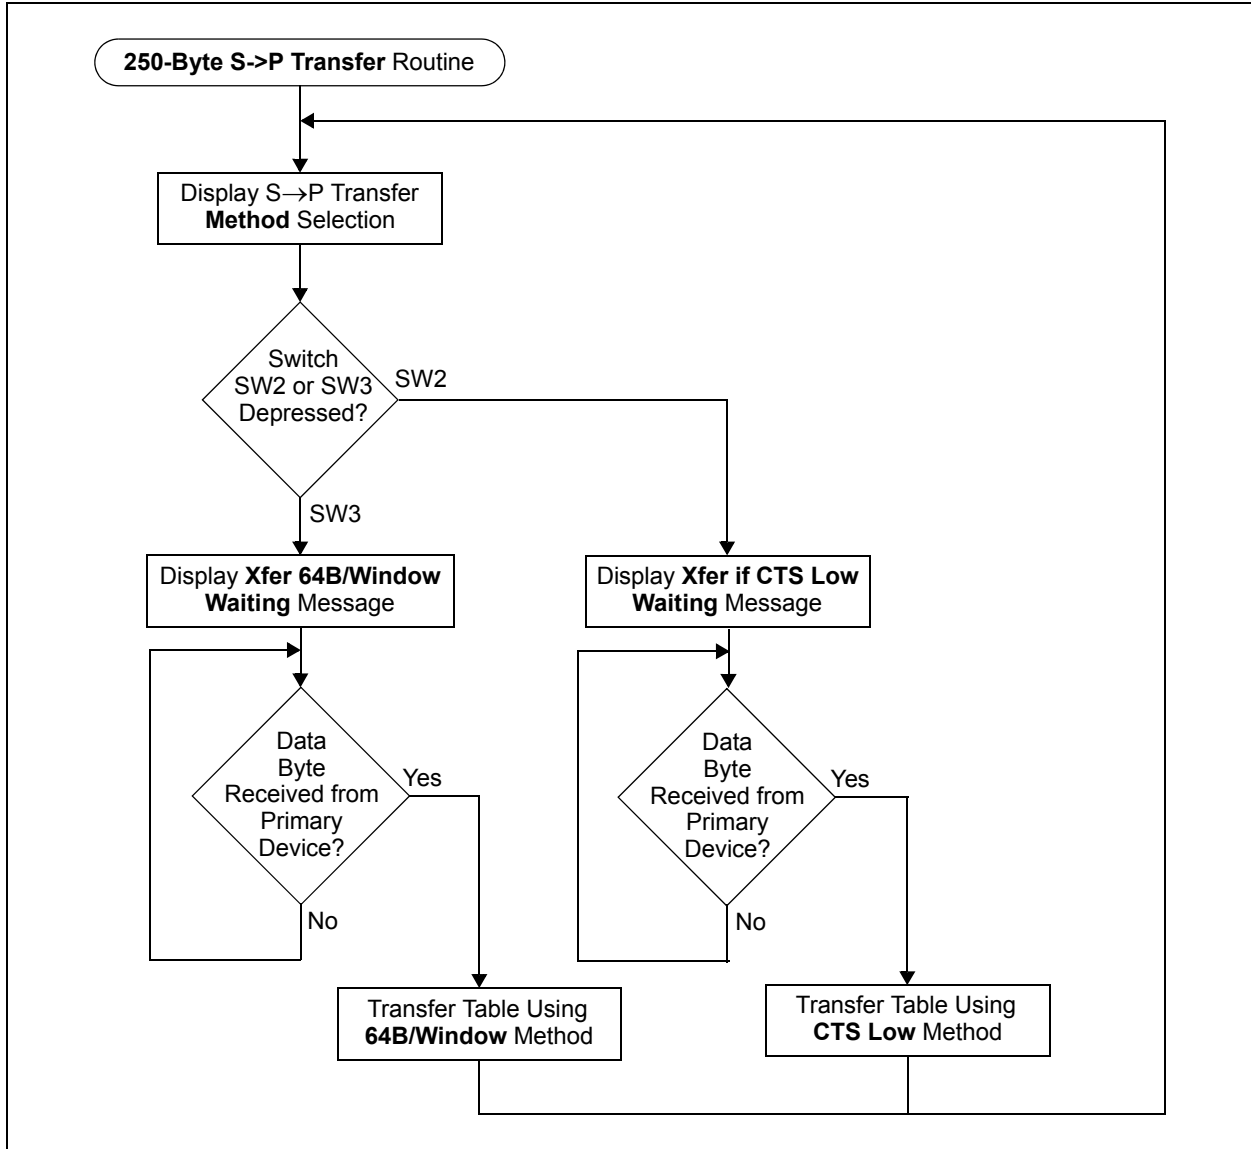 250-Byte S->P Transfer Routine
Display S→P Transfer
Method Selection
Switch
SW2 or SW3
Depressed?
SW2
SW3
Display Xfer 64B/Window
Waiting Message
Display Xfer if CTS Low
Waiting Message
Data
Byte
Received from
Primary
Device?
Yes
No
Data
Byte
Received from
Primary
Device?
Yes
No
Transfer Table Using
64B/Window Method
Transfer Table Using
CTS Low Method